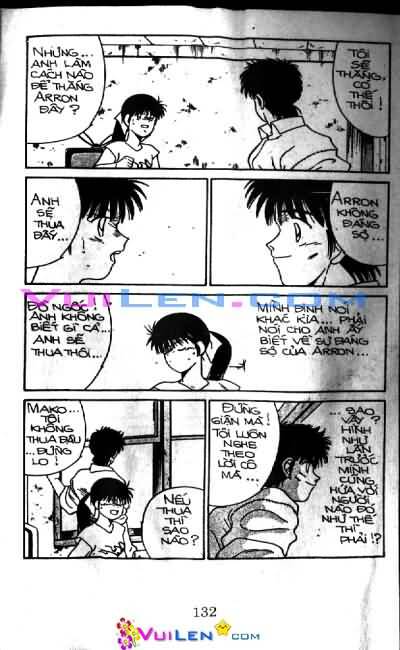 TÔI
SẼ
THẮNG,
CÓ
THẾ
THÔI !
NHƯNG...
ANH LÀM
CÁCH NÀO
ĐỂ THẮNG
ARRON
ĐÂY ?
ARRON
KHÔNG
ĐÁNG
SỢ...
ANH
SẼ
THUA
ĐẤY...
MÌNH ĐỊNH NÓI
KHÁC KIA... PHẢI
NÓI CHO ANH ẤY
BIẾT VỀ SỰ ĐÁNG
SỢ CỦA ARRON...
ĐỒ NGỐC !
ANH KHÔNG
BIẾT GÌ CẢ...
ANH SẼ
THUA THÔI...
VUILEN.COM
... SAO
VẬY ?
HÌNH
NHƯ
LẦN
TRƯỚC
MÌNH
CŨNG
HỨA VỚI
NGƯỜI
NÀO ĐÓ
NHƯ THẾ
THÌ
PHẢI !?
ĐỪNG
GIẬN MÀ !
TÔI LUÔN
NGHE
THEO
LỜI CÔ
MÀ ...
NẾU
THUA
THÌ
SAO
NÀO ?
MAKO...
TÔI
KHÔNG
THUA ĐÂU
... ĐỪNG
LO !
132
VUILEN.COM